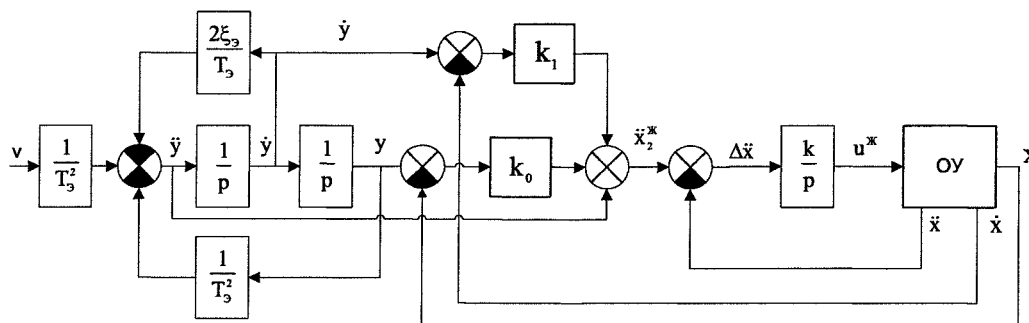 2ξэ
Tэ
ẏ
k₁
v
1
Tэ²
ÿ
1
p
ẏ
1
p
y
k₀
ẍ₂ж
Δẍ
k
p
uж
ОУ
x
ẍ
ẋ
1
Tэ²